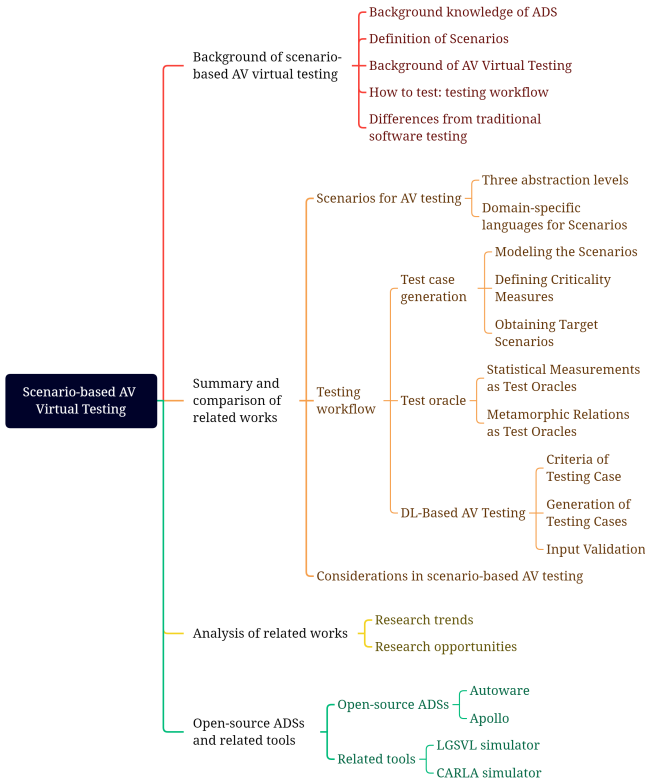 Scenario-based AV
Virtual Testing
Background of scenario-
based AV virtual testing
Background knowledge of ADS
Definition of Scenarios
Background of AV Virtual Testing
How to test: testing workflow
Differences from traditional
software testing
Summary and
comparison of
related works
Scenarios for AV testing
Three abstraction levels
Domain-specific
languages for Scenarios
Testing
workflow
Test case
generation
Modeling the Scenarios
Defining Criticality
Measures
Obtaining Target
Scenarios
Test oracle
Statistical Measurements
as Test Oracles
Metamorphic Relations
as Test Oracles
DL-Based AV Testing
Criteria of
Testing Case
Generation of
Testing Cases
Input Validation
Considerations in scenario-based AV testing
Analysis of related works
Research trends
Research opportunities
Open-source ADSs
and related tools
Open-source ADSs
Autoware
Apollo
Related tools
LGSVL simulator
CARLA simulator